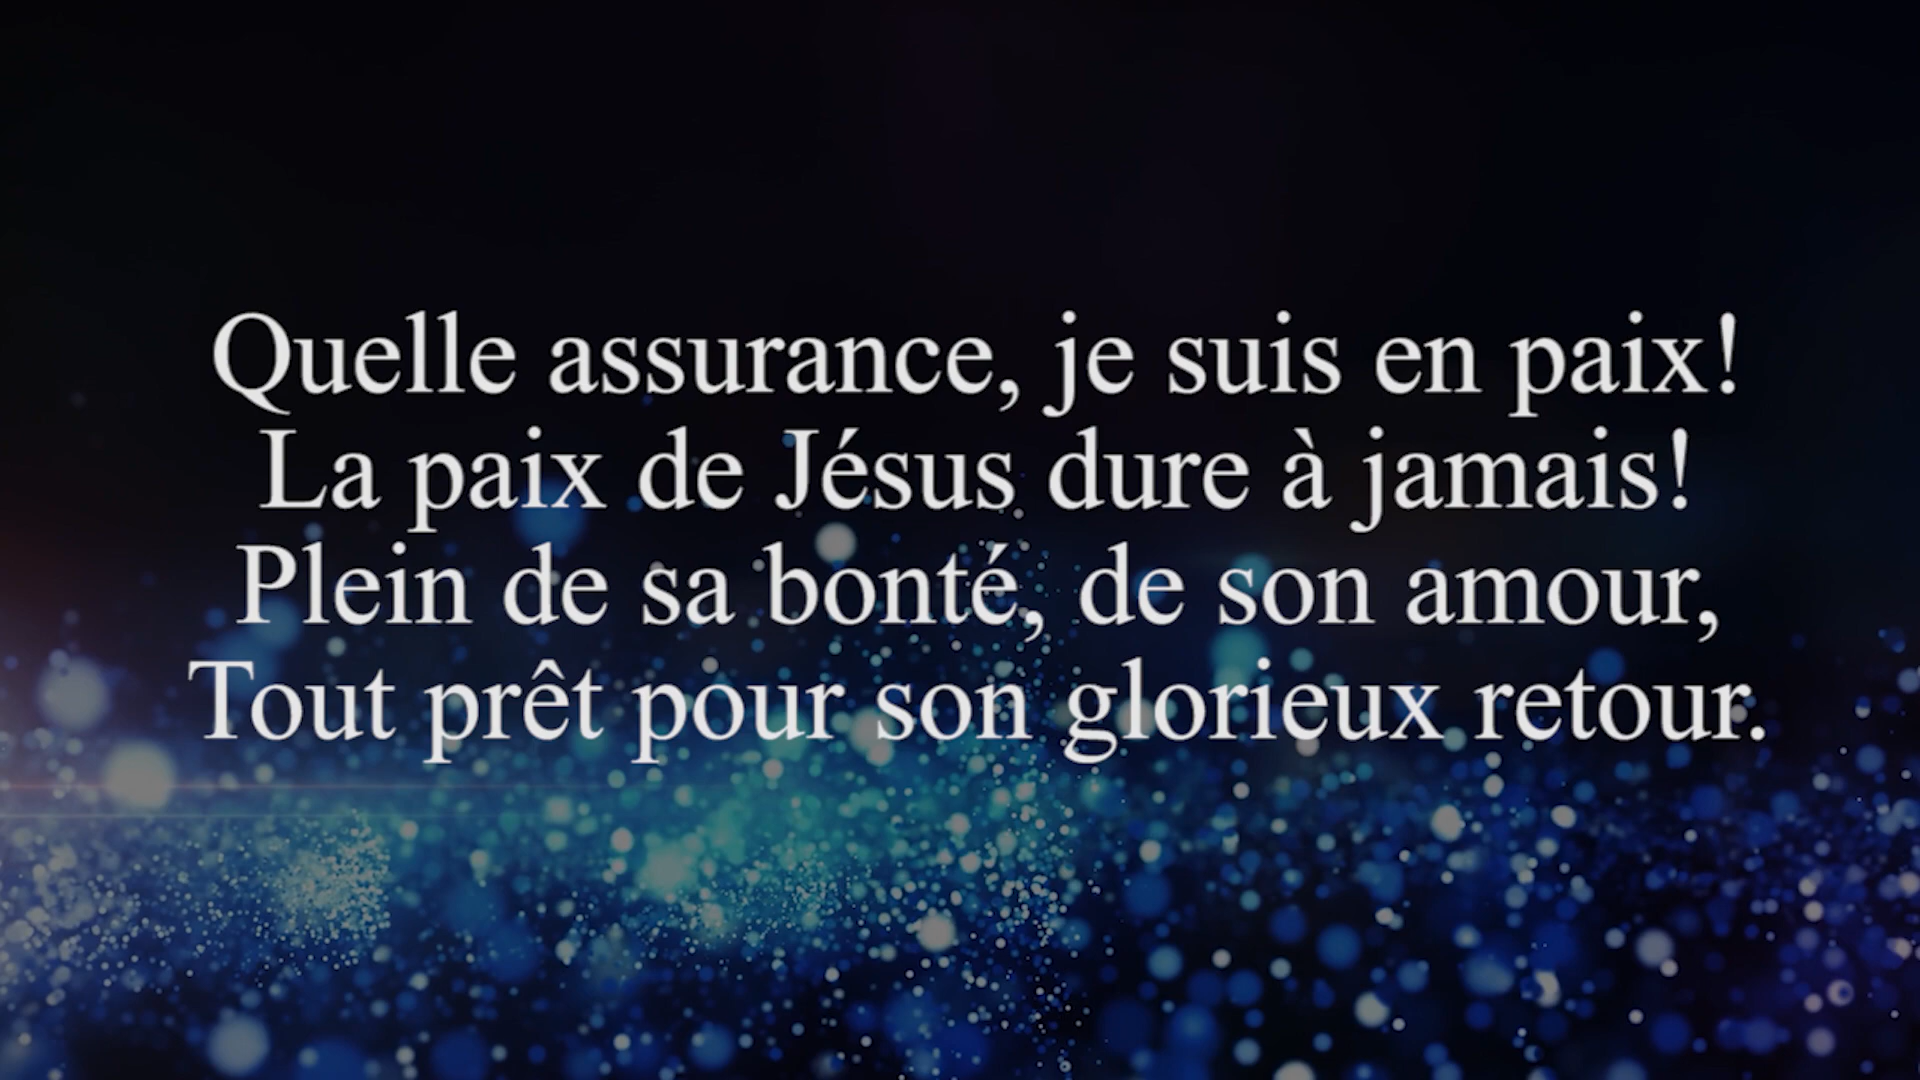 Quelle assurance, je suis en paix!
La paix de Jésus dure à jamais!
Plein de sa bonté, de son amour,
Tout prêt pour son glorieux retour.